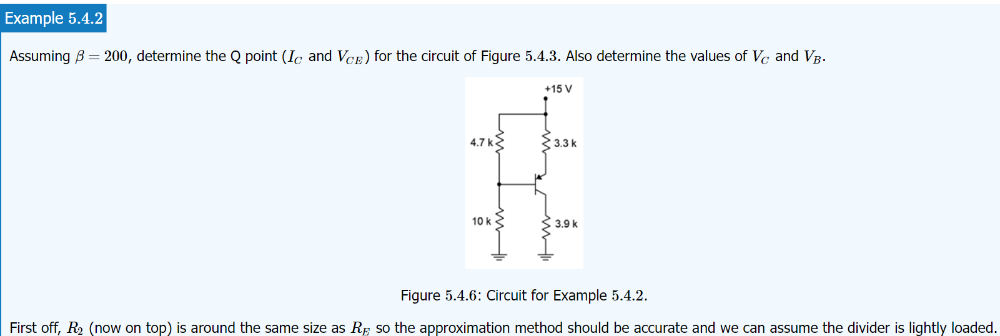 Example 5.4.2
Assuming β = 200, determine the Q point (I_C and V_CE) for the circuit of Figure 5.4.3. Also determine the values of V_C and V_B.
+15 V
4.7 k
3.3 k
10 k
3.9 k
Figure 5.4.6: Circuit for Example 5.4.2.
First off, R₂ (now on top) is around the same size as R_E so the approximation method should be accurate and we can assume the divider is lightly loaded.